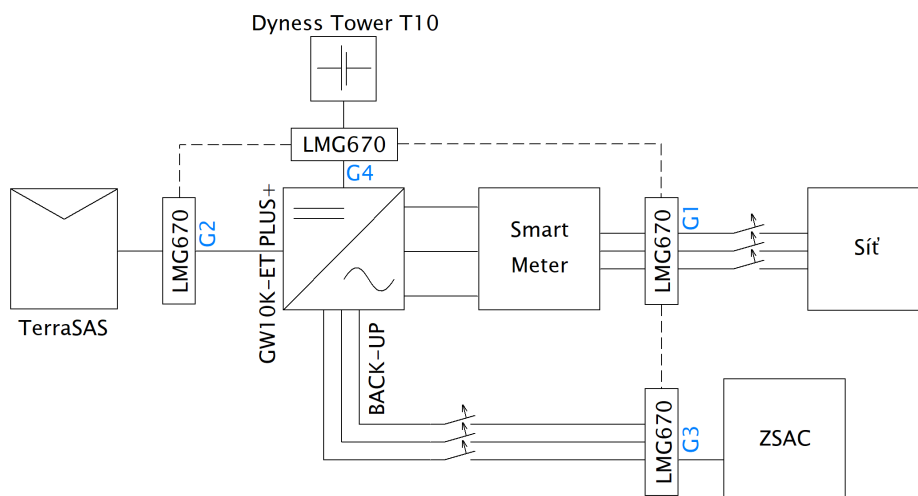 Dyness Tower T10
LMG670
G4
TerraSAS
LMG670
G2
GW10K-ET PLUS+
Smart
Meter
LMG670
G1
Síť
BACK-UP
LMG670
G3
ZSAC